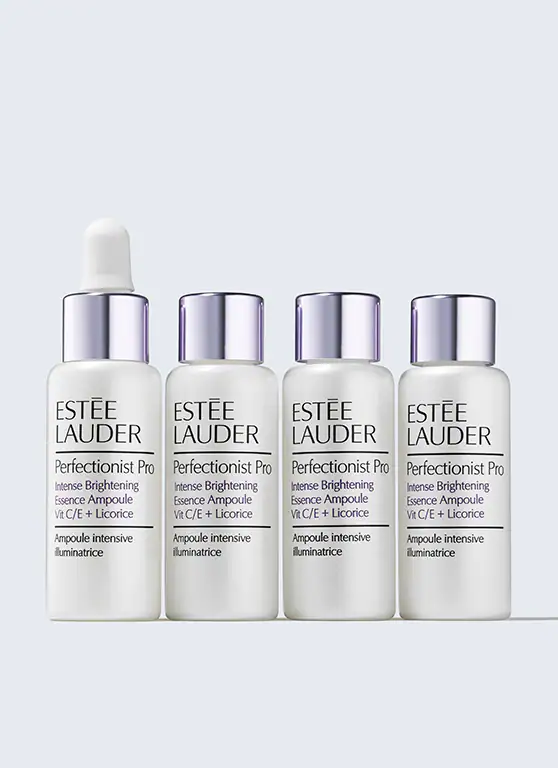 ESTĒE
LAUDER
Perfectionist Pro
Intense Brightening
Essence Ampoule
Vit C/E + Licorice
Ampoule intensive
illuminatrice
ESTĒE
LAUDER
Perfectionist Pro
Intense Brightening
Essence Ampoule
Vit C/E + Licorice
Ampoule intensive
illuminatrice
ESTĒE
LAUDER
Perfectionist Pro
Intense Brightening
Essence Ampoule
Vit C/E + Licorice
Ampoule intensive
illuminatrice
ESTĒE
LAUDER
Perfectionist Pro
Intense Brightening
Essence Ampoule
Vit C/E + Licorice
Ampoule intensive
illuminatrice